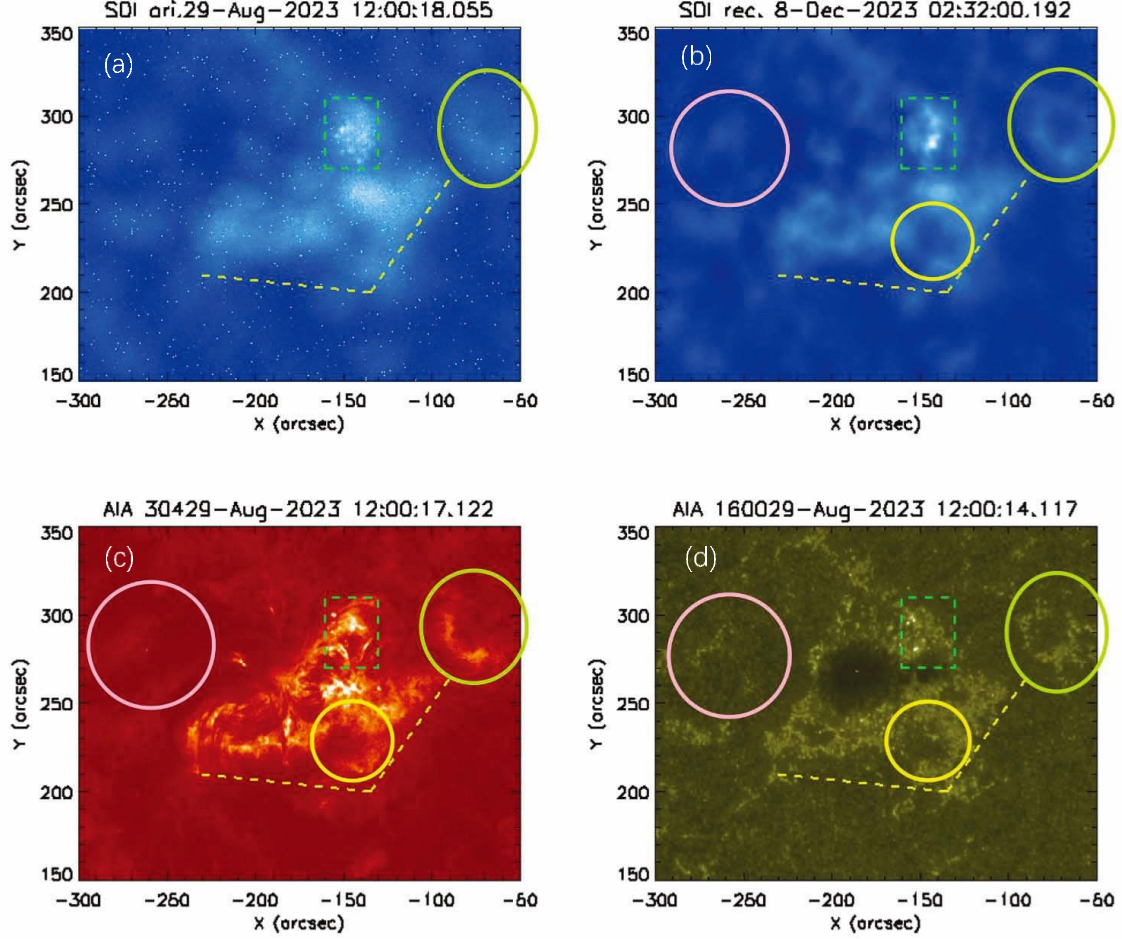 SDI ori.29-Aug-2023 12:00:18.055
SDI rec. 8-Dec-2023 02:32:00.192
(a)
(b)
350
300
250
200
150
Y (arcsec)
-300 -250 -200 -150 -100 -50
X (arcsec)
350
300
250
200
150
Y (arcsec)
-300 -250 -200 -150 -100 -50
X (arcsec)
AIA 30429-Aug-2023 12:00:17.122
AIA 160029-Aug-2023 12:00:14.117
(c)
(d)
350
300
250
200
150
Y (arcsec)
-300 -250 -200 -150 -100 -50
X (arcsec)
350
300
250
200
150
Y (arcsec)
-300 -250 -200 -150 -100 -50
X (arcsec)